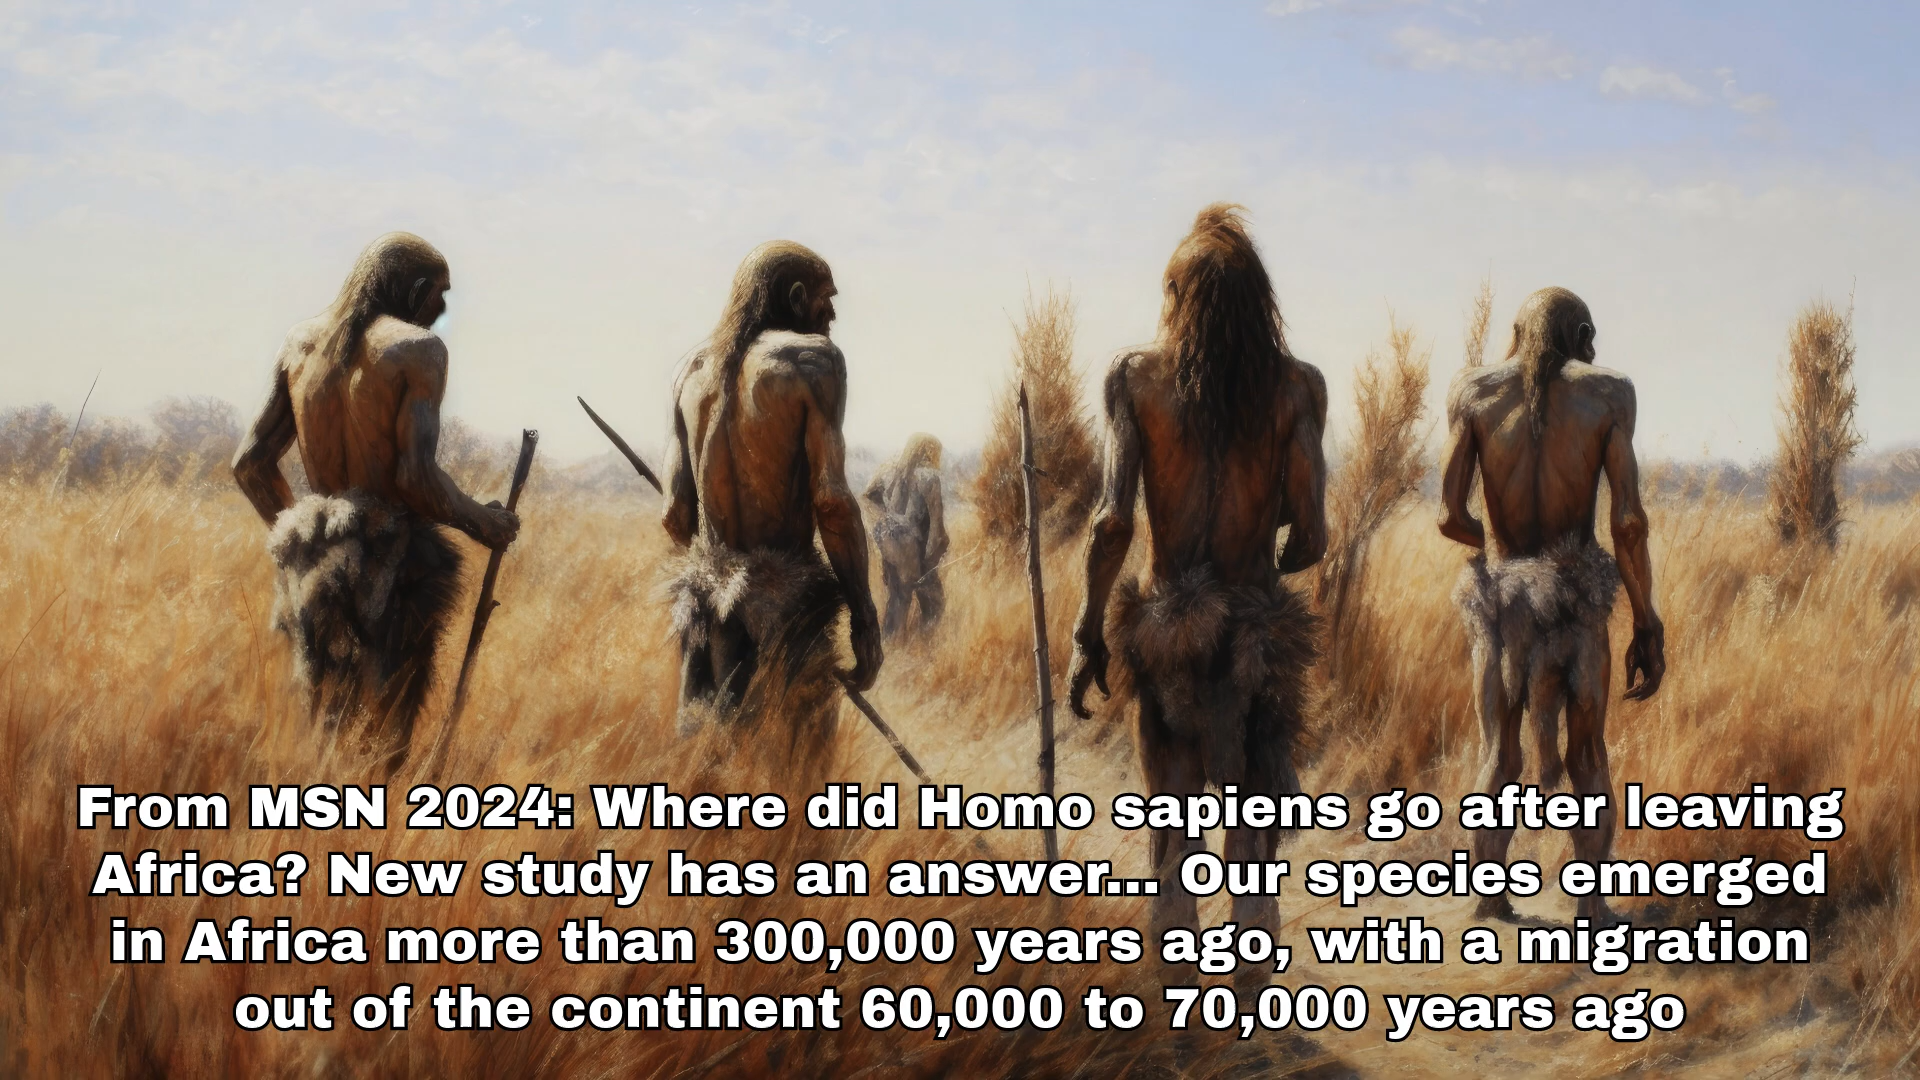 From MSN 2024: Where did Homo sapiens go after leaving
Africa? New study has an answer... Our species emerged
in Africa more than 300,000 years ago, with a migration
out of the continent 60,000 to 70,000 years ago